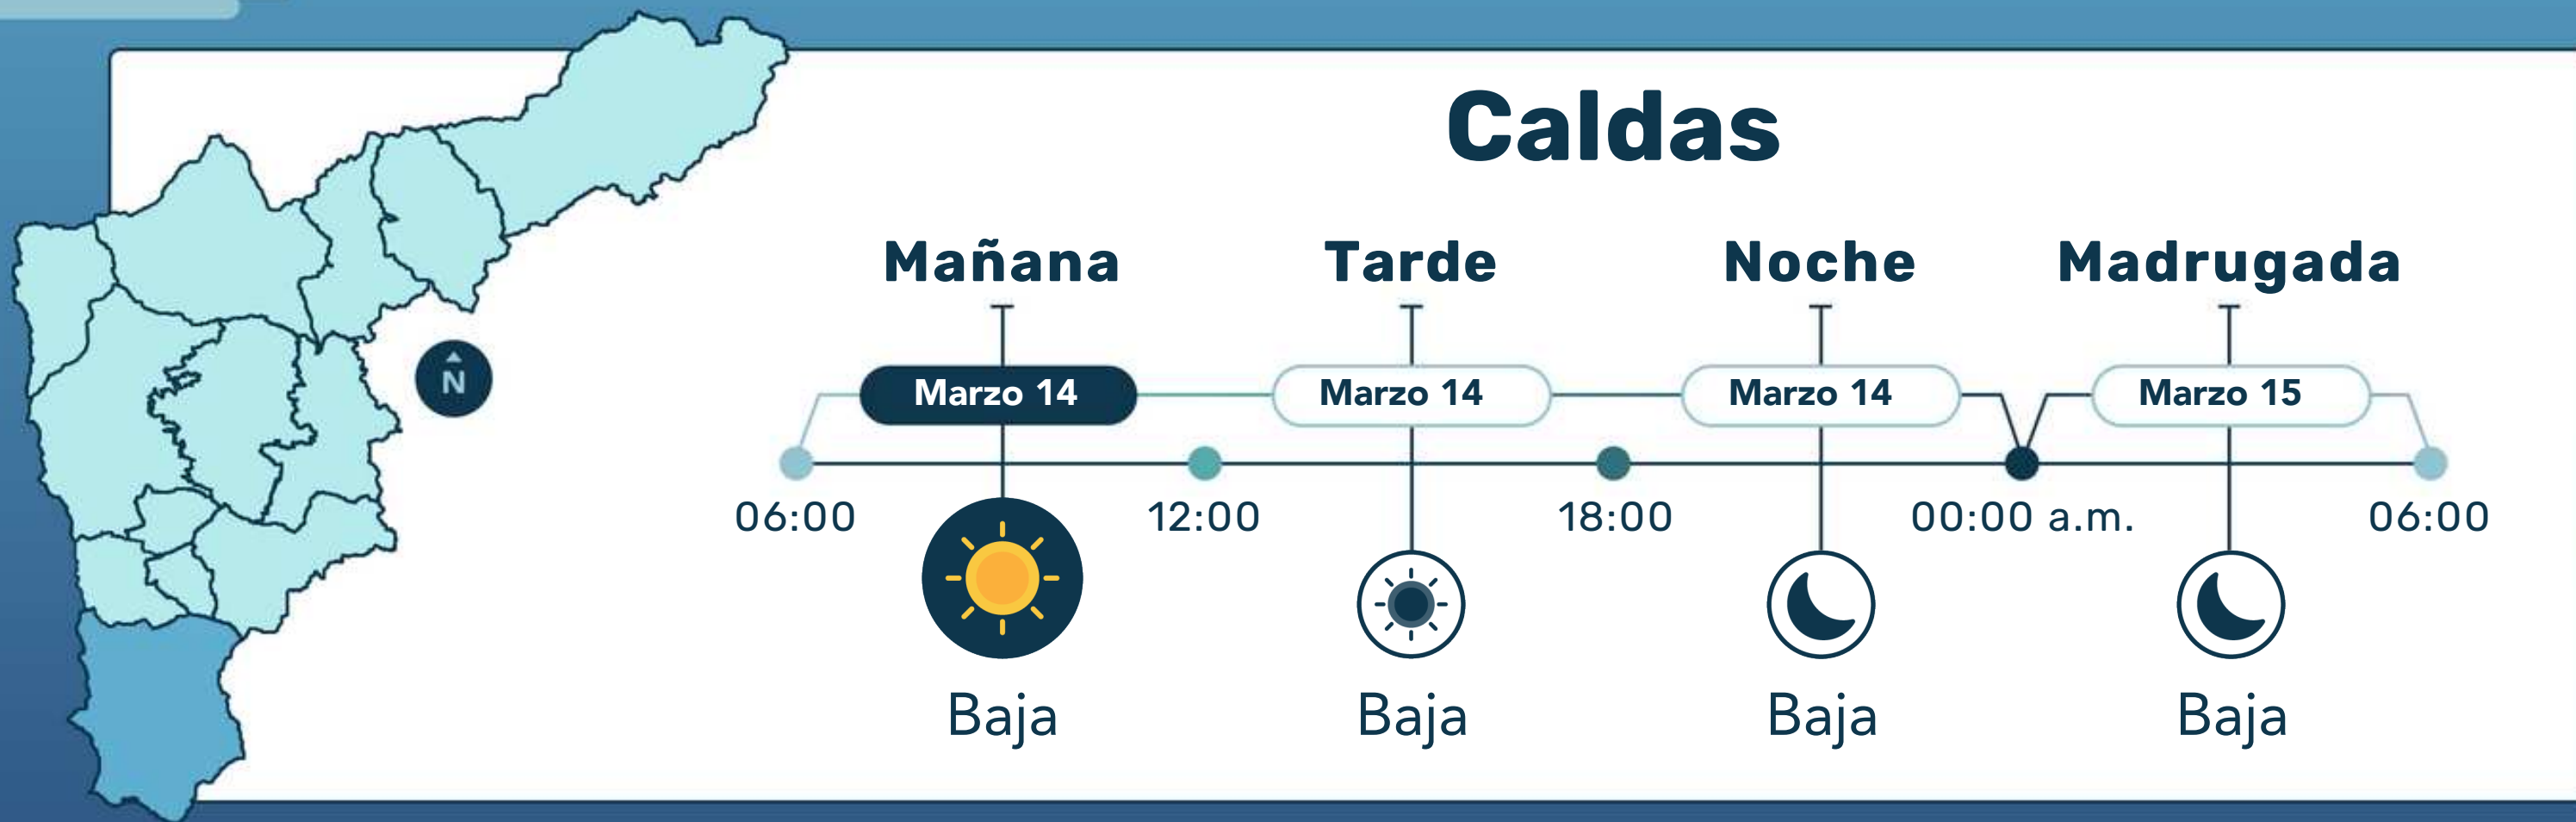 Caldas
Mañana Tarde Noche Madrugada
N
Marzo 14 Marzo 14 Marzo 14 Marzo 15
06:00 12:00 18:00 00:00 a.m. 06:00
Baja Baja Baja Baja